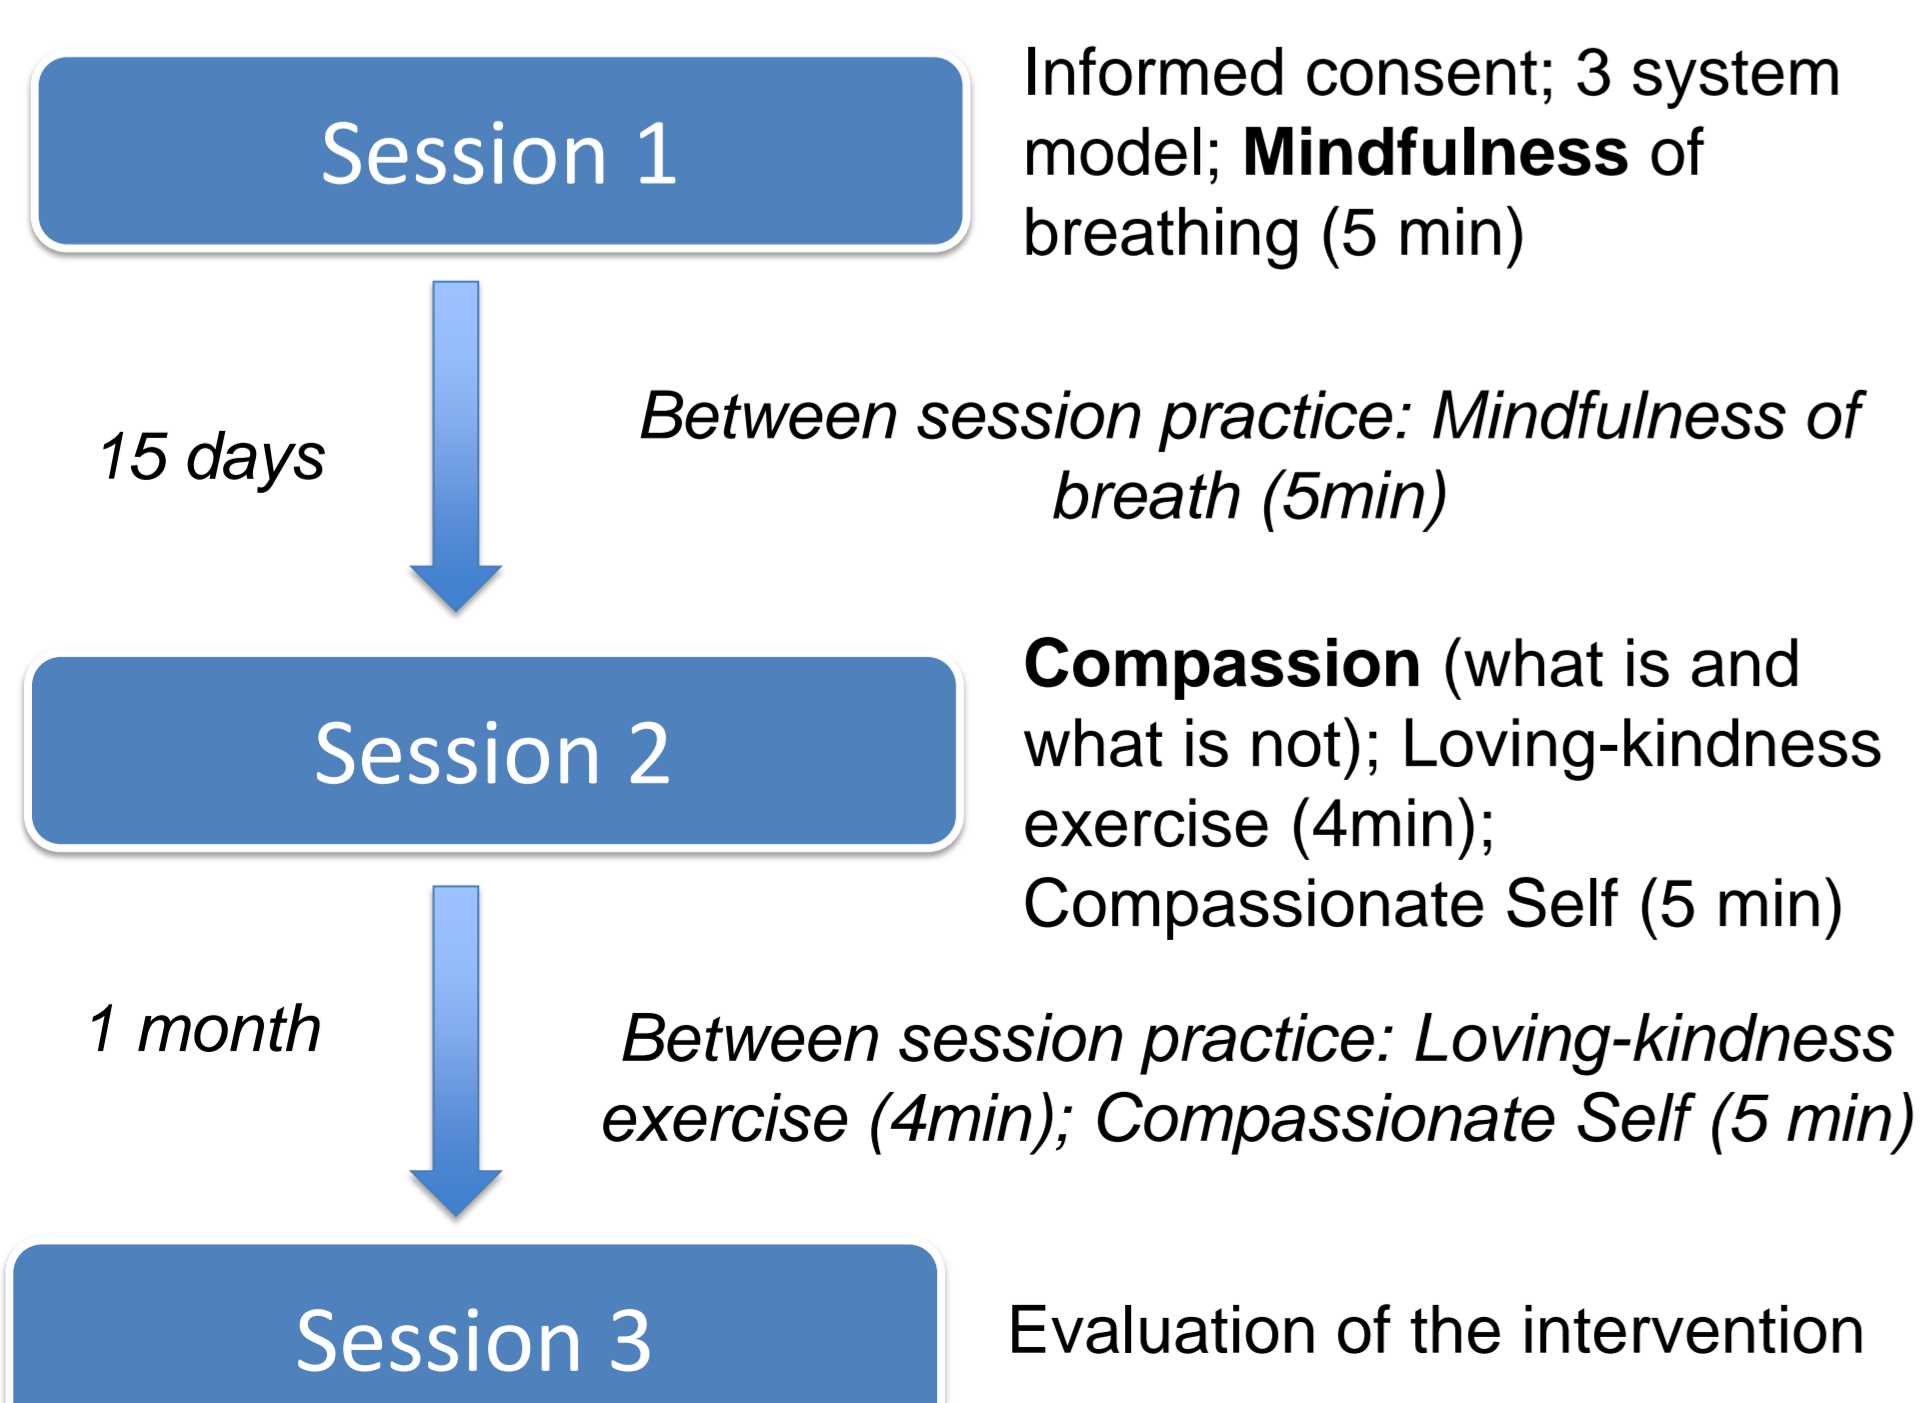 Session 1
Informed consent; 3 system
model; Mindfulness of
breathing (5 min)
15 days
Between session practice: Mindfulness of
breath (5min)
Session 2
Compassion (what is and
what is not); Loving-kindness
exercise (4min);
Compassionate Self (5 min)
1 month
Between session practice: Loving-kindness
exercise (4min); Compassionate Self (5 min)
Session 3
Evaluation of the intervention